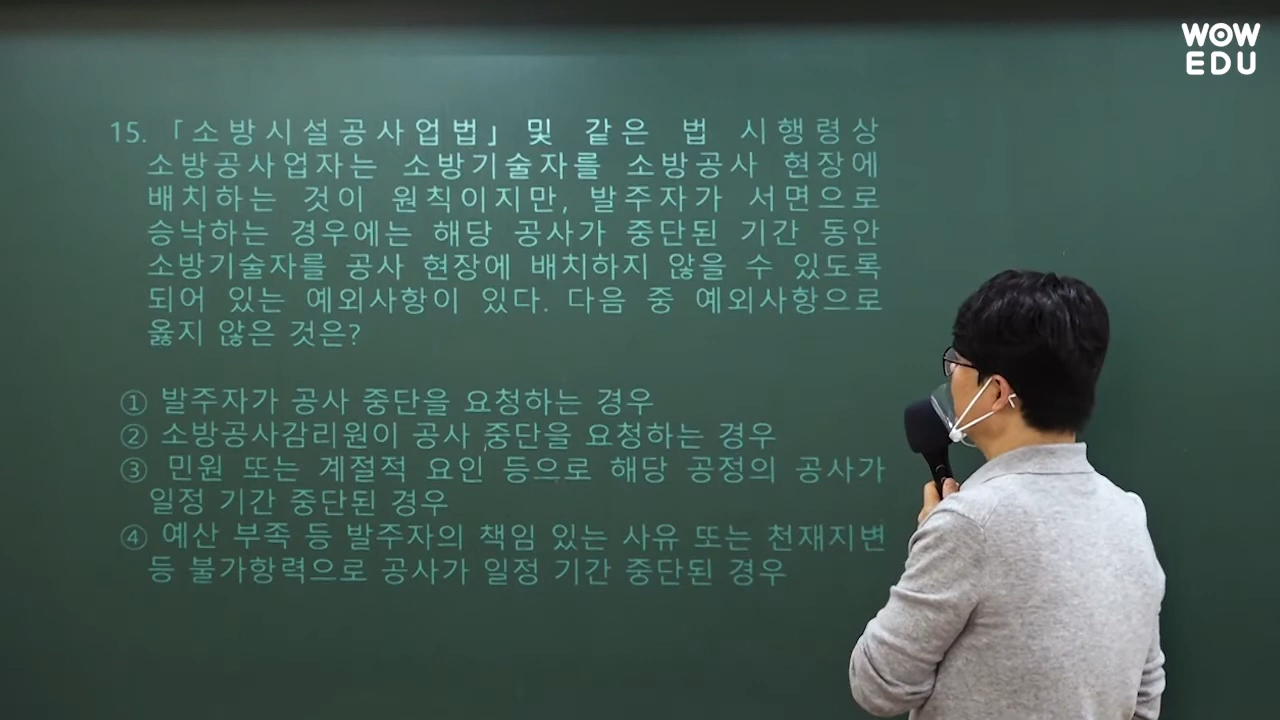 WOW
EDU
15. 「소방시설공사업법」 및 같은 법 시행령상
소방공사업자는 소방기술자를 소방공사 현장에
배치하는 것이 원칙이지만, 발주자가 서면으로
승낙하는 경우에는 해당 공사가 중단된 기간 동안
소방기술자를 공사 현장에 배치하지 않을 수 있도록
되어 있는 예외사항이 있다. 다음 중 예외사항으로
옳지 않은 것은?
① 발주자가 공사 중단을 요청하는 경우
② 소방공사감리원이 공사 중단을 요청하는 경우
③ 민원 또는 계절적 요인 등으로 해당 공정의 공사가
일정 기간 중단된 경우
④ 예산 부족 등 발주자의 책임 있는 사유 또는 천재지변
등 불가항력으로 공사가 일정 기간 중단된 경우